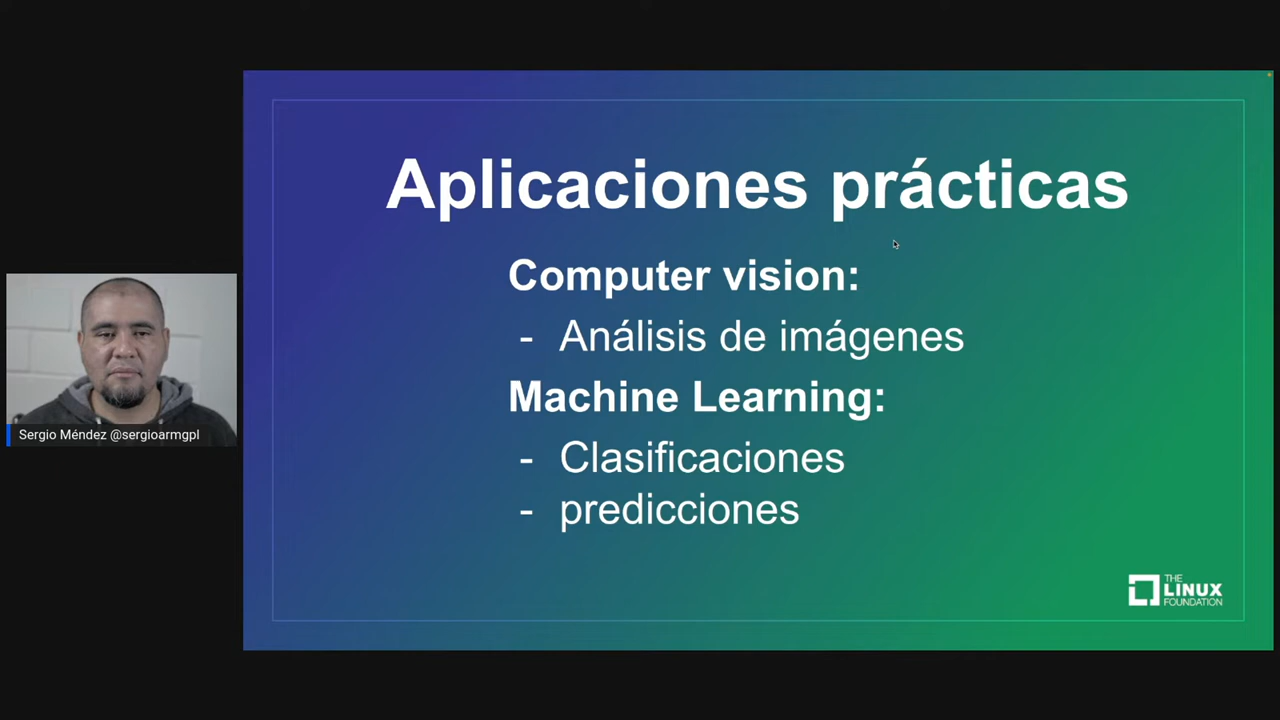 Aplicaciones prácticas
Computer vision:
- Análisis de imágenes
Machine Learning:
- Clasificaciones
- predicciones
THE
LINUX
FOUNDATION
Sergio Méndez @sergioarmgpl